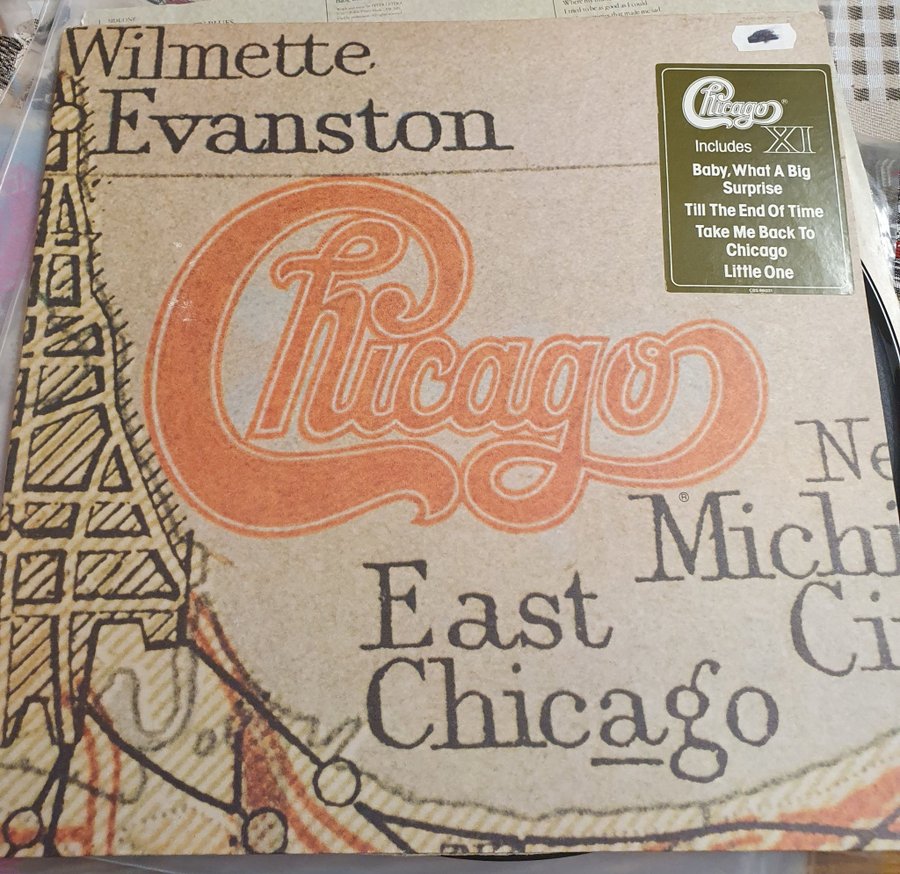 Wilmette
Evanston
Chicago
Chicago®
Includes XI
Baby, What A Big
Surprise
Till The End Of Time
Take Me Back To
Chicago
Little One
Ne
®
Michi
Ci
East
Chicago